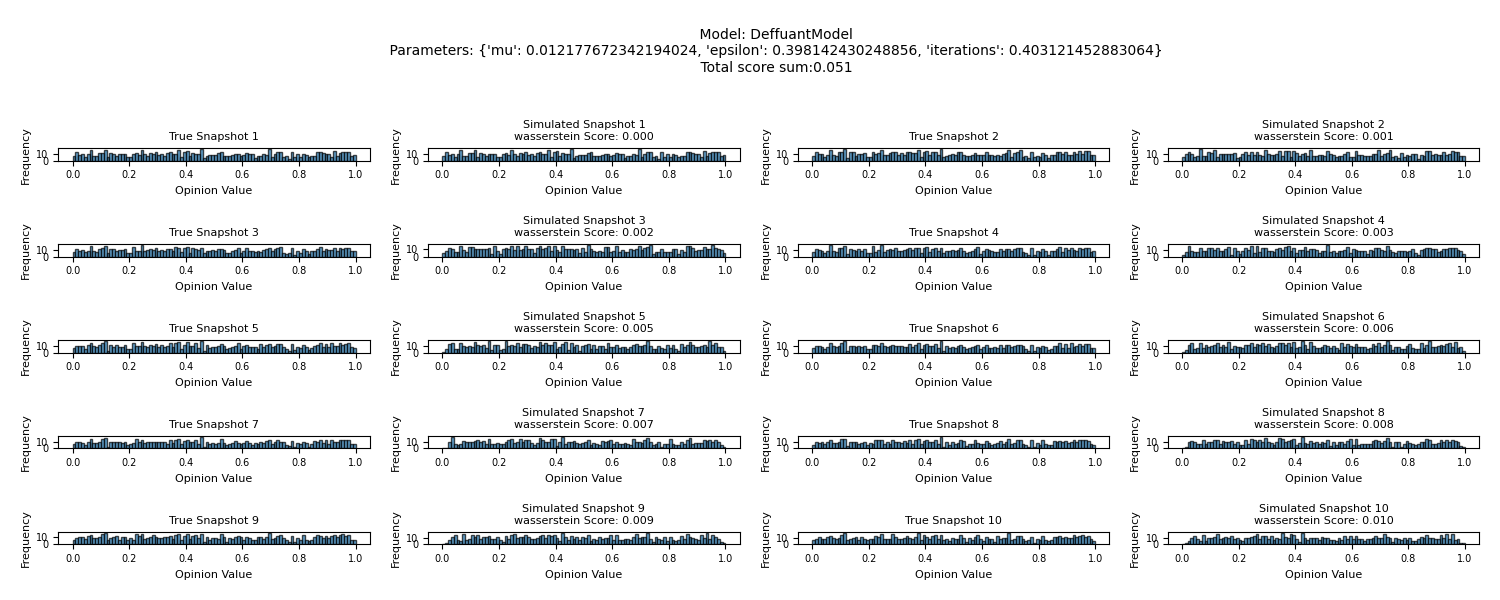 Model: DeffuantModel
Parameters: {'mu': 0.012177672342194024, 'epsilon': 0.398142430248856, 'iterations': 0.403121452883064}
Total score sum:0.051
True Snapshot 1
Frequency
10
0.0 0.2 0.4 0.6 0.8 1.0
Opinion Value
Simulated Snapshot 1
wasserstein Score: 0.000
Frequency
10
0.0 0.2 0.4 0.6 0.8 1.0
Opinion Value
True Snapshot 2
Frequency
10
0.0 0.2 0.4 0.6 0.8 1.0
Opinion Value
Simulated Snapshot 2
wasserstein Score: 0.001
Frequency
10
0.0 0.2 0.4 0.6 0.8 1.0
Opinion Value
True Snapshot 3
Frequency
10
0
0.0 0.2 0.4 0.6 0.8 1.0
Opinion Value
Simulated Snapshot 3
wasserstein Score: 0.002
Frequency
10
0
0.0 0.2 0.4 0.6 0.8 1.0
Opinion Value
True Snapshot 4
Frequency
10
0
0.0 0.2 0.4 0.6 0.8 1.0
Opinion Value
Simulated Snapshot 4
wasserstein Score: 0.003
Frequency
10
0
0.0 0.2 0.4 0.6 0.8 1.0
Opinion Value
True Snapshot 5
Frequency
10
0
0.0 0.2 0.4 0.6 0.8 1.0
Opinion Value
Simulated Snapshot 5
wasserstein Score: 0.005
Frequency
10
0
0.0 0.2 0.4 0.6 0.8 1.0
Opinion Value
True Snapshot 6
Frequency
10
0
0.0 0.2 0.4 0.6 0.8 1.0
Opinion Value
Simulated Snapshot 6
wasserstein Score: 0.006
Frequency
10
0
0.0 0.2 0.4 0.6 0.8 1.0
Opinion Value
True Snapshot 7
Frequency
10
0
0.0 0.2 0.4 0.6 0.8 1.0
Opinion Value
Simulated Snapshot 7
wasserstein Score: 0.007
Frequency
10
0
0.0 0.2 0.4 0.6 0.8 1.0
Opinion Value
True Snapshot 8
Frequency
10
0
0.0 0.2 0.4 0.6 0.8 1.0
Opinion Value
Simulated Snapshot 8
wasserstein Score: 0.008
Frequency
10
0
0.0 0.2 0.4 0.6 0.8 1.0
Opinion Value
True Snapshot 9
Frequency
10
0
0.0 0.2 0.4 0.6 0.8 1.0
Opinion Value
Simulated Snapshot 9
wasserstein Score: 0.009
Frequency
10
0
0.0 0.2 0.4 0.6 0.8 1.0
Opinion Value
True Snapshot 10
Frequency
10
0
0.0 0.2 0.4 0.6 0.8 1.0
Opinion Value
Simulated Snapshot 10
wasserstein Score: 0.010
Frequency
10
0
0.0 0.2 0.4 0.6 0.8 1.0
Opinion Value